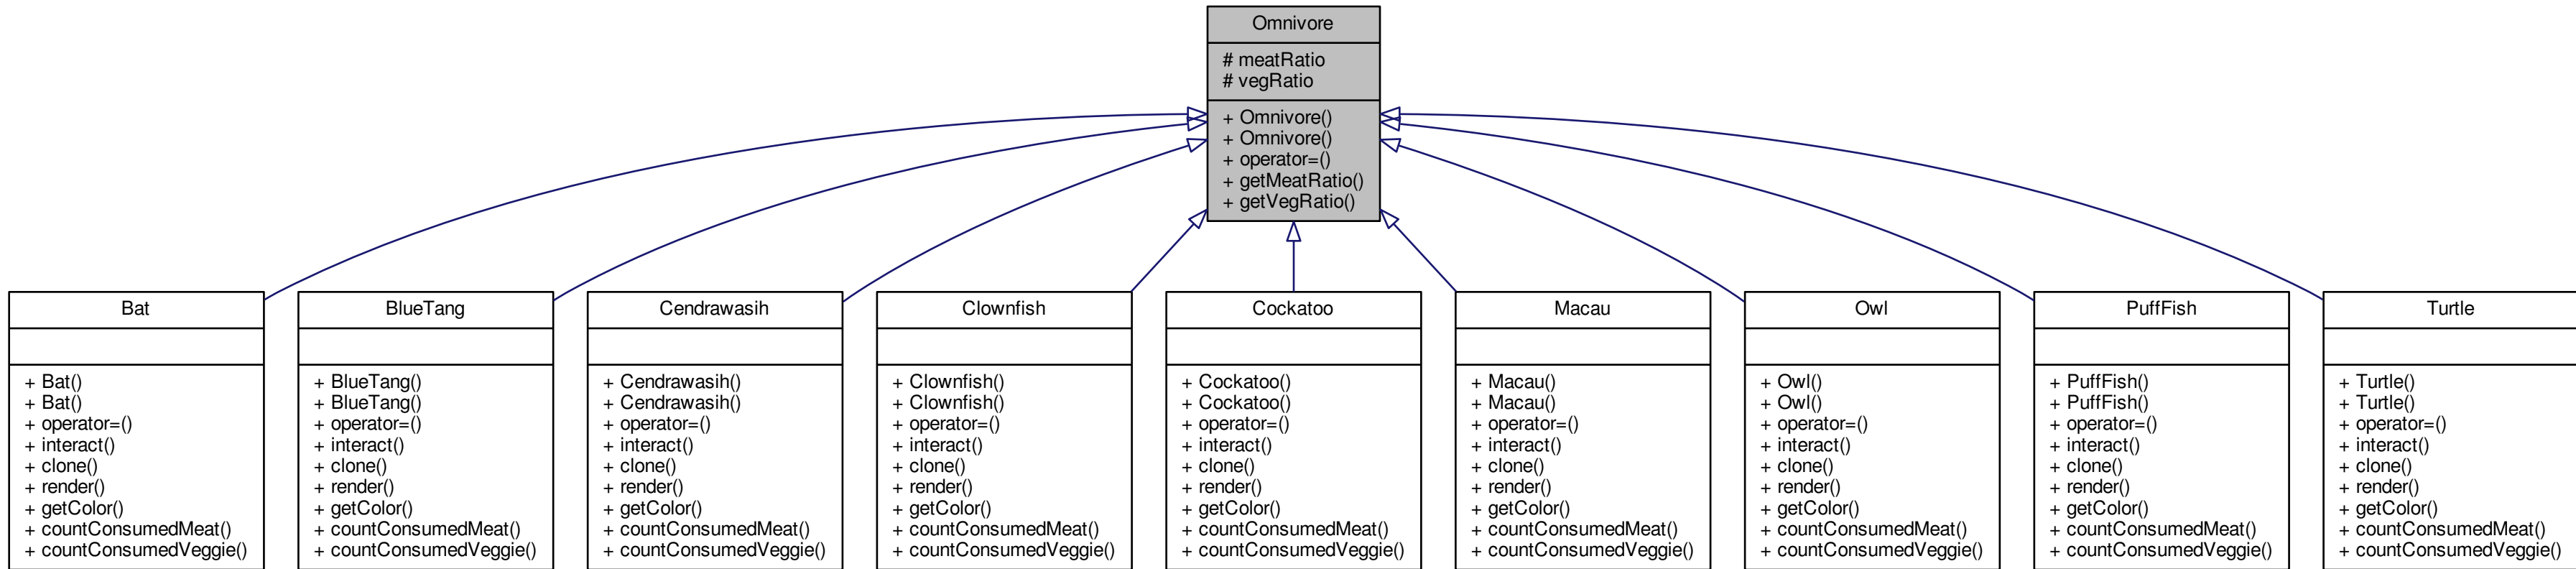 Omnivore
# meatRatio
# vegRatio
+ Omnivore()
+ Omnivore()
+ operator=()
+ getMeatRatio()
+ getVegRatio()
Bat
+ Bat()
+ Bat()
+ operator=()
+ interact()
+ clone()
+ render()
+ getColor()
+ countConsumedMeat()
+ countConsumedVeggie()
BlueTang
+ BlueTang()
+ BlueTang()
+ operator=()
+ interact()
+ clone()
+ render()
+ getColor()
+ countConsumedMeat()
+ countConsumedVeggie()
Cendrawasih
+ Cendrawasih()
+ Cendrawasih()
+ operator=()
+ interact()
+ clone()
+ render()
+ getColor()
+ countConsumedMeat()
+ countConsumedVeggie()
Clownfish
+ Clownfish()
+ Clownfish()
+ operator=()
+ interact()
+ clone()
+ render()
+ getColor()
+ countConsumedMeat()
+ countConsumedVeggie()
Cockatoo
+ Cockatoo()
+ Cockatoo()
+ operator=()
+ interact()
+ clone()
+ render()
+ getColor()
+ countConsumedMeat()
+ countConsumedVeggie()
Macau
+ Macau()
+ Macau()
+ operator=()
+ interact()
+ clone()
+ render()
+ getColor()
+ countConsumedMeat()
+ countConsumedVeggie()
Owl
+ Owl()
+ Owl()
+ operator=()
+ interact()
+ clone()
+ render()
+ getColor()
+ countConsumedMeat()
+ countConsumedVeggie()
PuffFish
+ PuffFish()
+ PuffFish()
+ operator=()
+ interact()
+ clone()
+ render()
+ getColor()
+ countConsumedMeat()
+ countConsumedVeggie()
Turtle
+ Turtle()
+ Turtle()
+ operator=()
+ interact()
+ clone()
+ render()
+ getColor()
+ countConsumedMeat()
+ countConsumedVeggie()